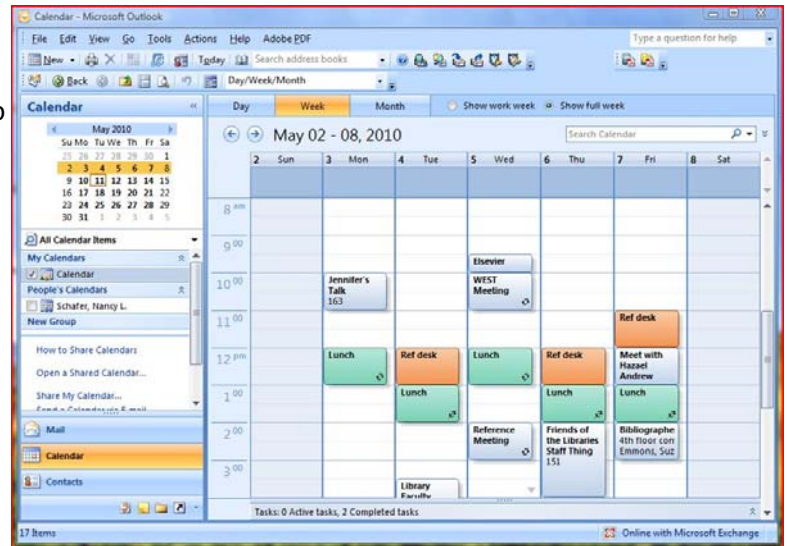 Calendar - Microsoft Outlook
File Edit View Go Tools Actions Help Adobe PDF
Type a question for help
New
Today
Search address books
Back
Day/Week/Month
Calendar
Day
Week
Month
Show work week
Show full week
May 2010
Su Mo Tu We Th Fr Sa
25 26 27 28 29 30 1
2 3 4 5 6 7 8
9 10 11 12 13 14 15
16 17 18 19 20 21 22
23 24 25 26 27 28 29
30 31 1 2 3 4 5
May 02 - 08, 2010
Search Calendar
2 Sun
3 Mon
4 Tue
5 Wed
6 Thu
7 Fri
8 Sat
All Calendar Items
My Calendars
Calendar
People's Calendars
Schafer, Nancy L.
New Group
How to Share Calendars
Open a Shared Calendar...
Share My Calendar...
Send a Calendar via E-mail
Mail
Calendar
Contacts
8 am
9 00
10 00
11 00
12 pm
1 00
2 00
3 00
Jennifer's
Talk
163
Lunch
Ref desk
Lunch
Library
Faculty
Elsevier
WEST
Meeting
Lunch
Reference
Meeting
Ref desk
Lunch
Friends of
the Libraries
Staff Thing
151
Ref desk
Meet with
Hazael
Andrew
Lunch
Bibliographe
4th floor con
Emmons, Suz
Tasks: 0 Active tasks, 2 Completed tasks
17 Items
Online with Microsoft Exchange